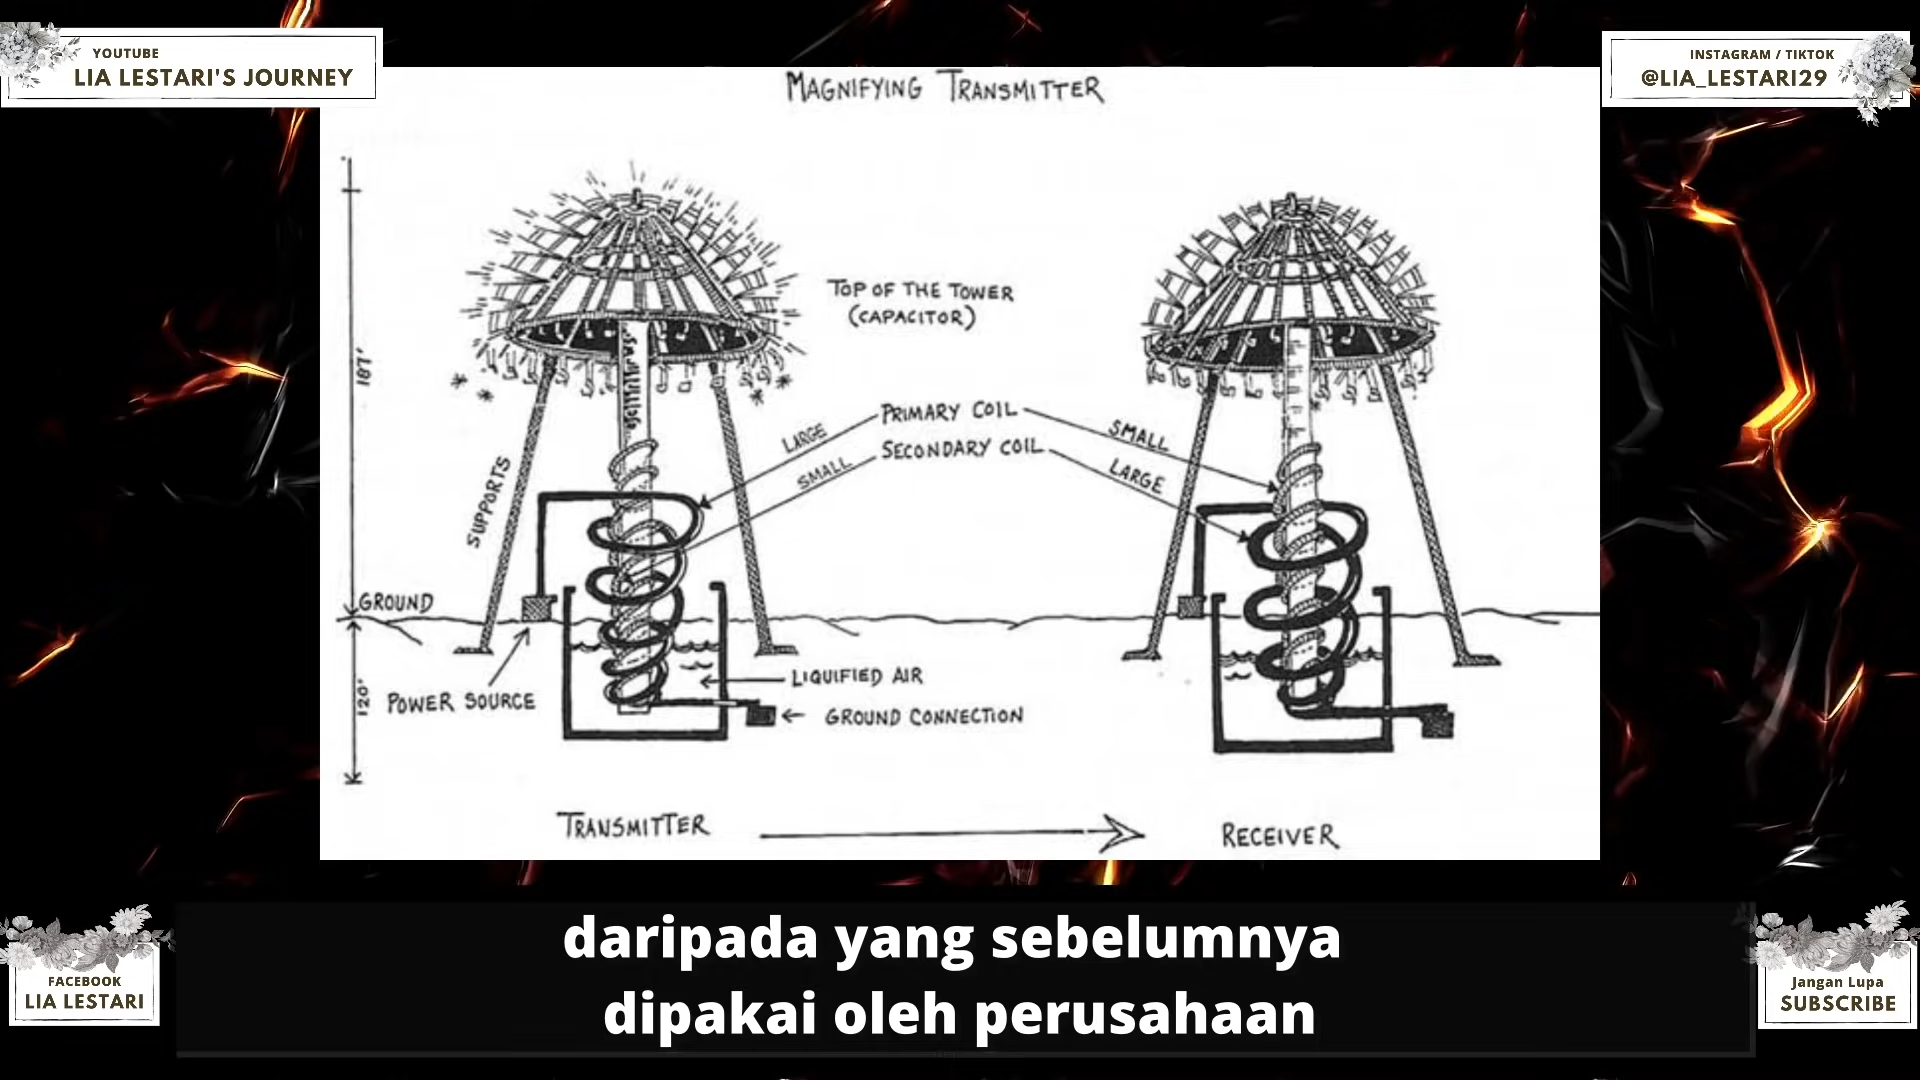 YOUTUBE
LIA LESTARI'S JOURNEY
INSTAGRAM / TIKTOK
@LIA_LESTARI29
MAGNIFYING TRANSMITTER
TOP OF THE TOWER
(CAPACITOR)
187'
PRIMARY COIL
SECONDARY COIL
LARGE
SMALL
SMALL
LARGE
SUPPORTS
GROUND
120'
POWER SOURCE
LIQUIFIED AIR
GROUND CONNECTION
TRANSMITTER
RECEIVER
daripada yang sebelumnya
dipakai oleh perusahaan
FACEBOOK
LIA LESTARI
Jangan Lupa
SUBSCRIBE